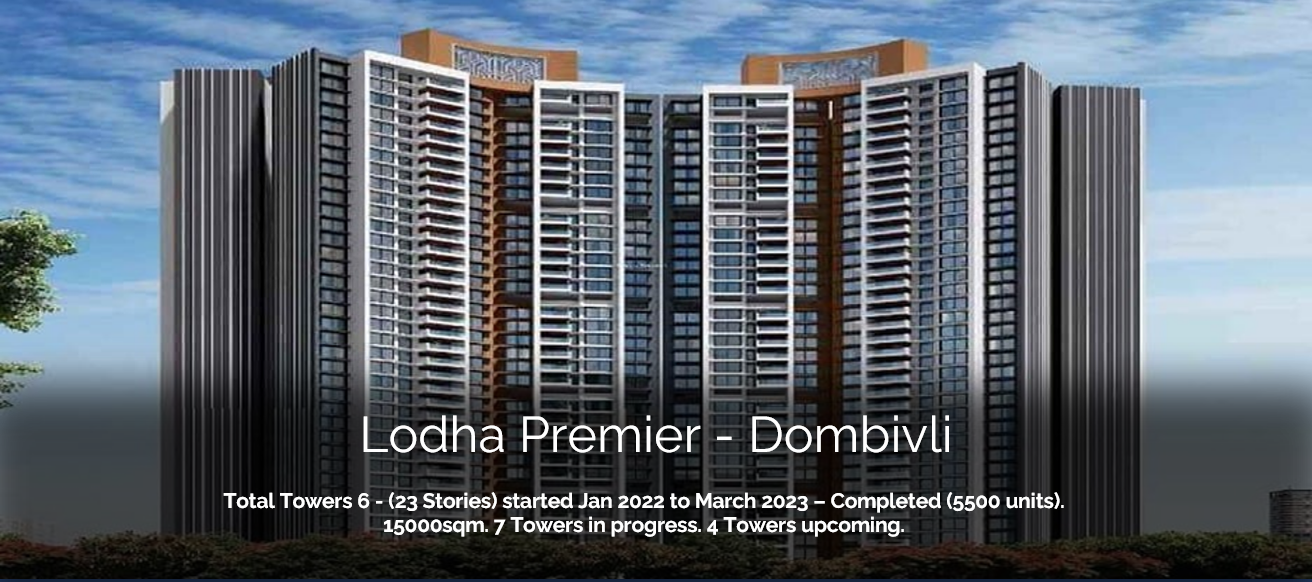 Lodha Premier - Dombivli
Total Towers 6 - (23 Stories) started Jan 2022 to March 2023 – Completed (5500 units).
15000sqm. 7 Towers in progress. 4 Towers upcoming.